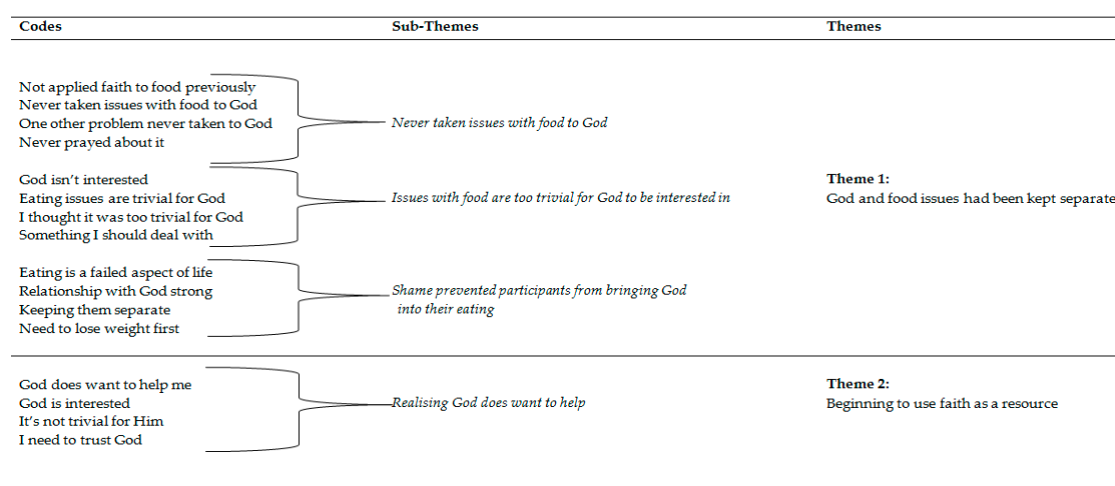 Codes Sub-Themes Themes
Not applied faith to food previously
Never taken issues with food to God
One other problem never taken to God
Never prayed about it
Never taken issues with food to God
God isn’t interested
Eating issues are trivial for God
I thought it was too trivial for God
Something I should deal with
Issues with food are too trivial for God to be interested in
Theme 1:
God and food issues had been kept separate
Eating is a failed aspect of life
Relationship with God strong
Keeping them separate
Need to lose weight first
Shame prevented participants from bringing God
into their eating
God does want to help me
God is interested
It’s not trivial for Him
I need to trust God
Realising God does want to help
Theme 2:
Beginning to use faith as a resource